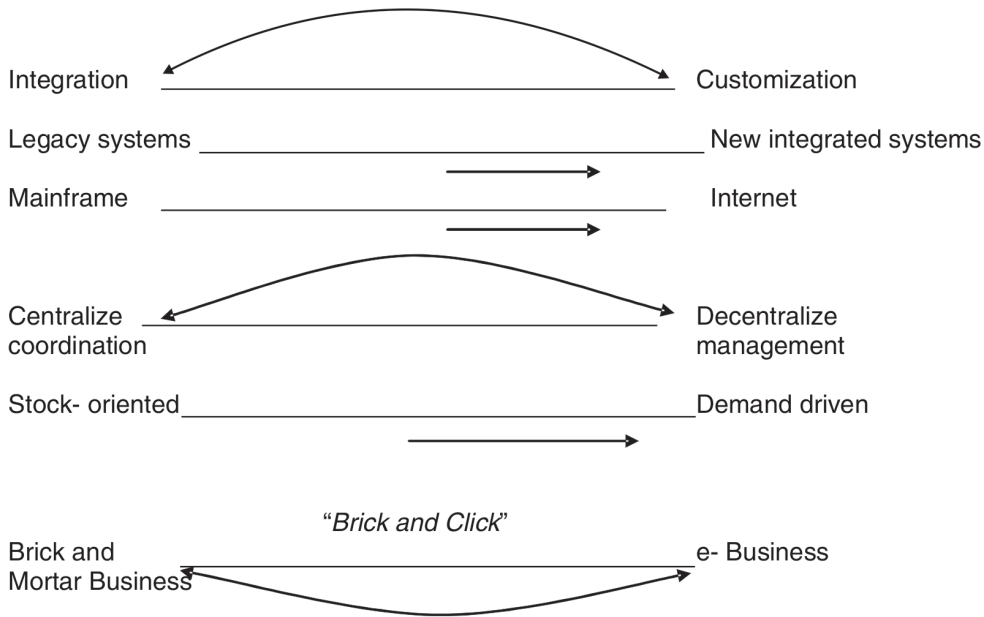 Integration
Customization
Legacy systems
New integrated systems
Mainframe
Internet
Centralize
coordination
Decentralize
management
Stock- oriented
Demand driven
“Brick and Click”
Brick and
Mortar Business
e- Business